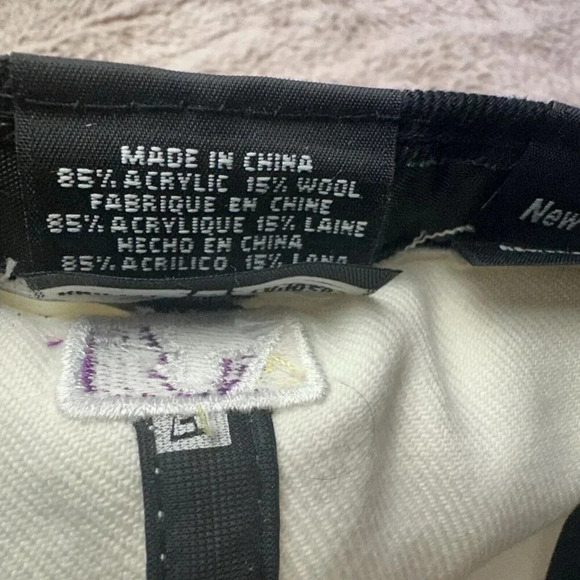 MADE IN CHINA
85% ACRYLIC 15% WOOL
FABRIQUE EN CHINE
85% ACRYLIQUE 15% LAINE
HECHO EN CHINA
85% ACRILICO 15% LANA
New